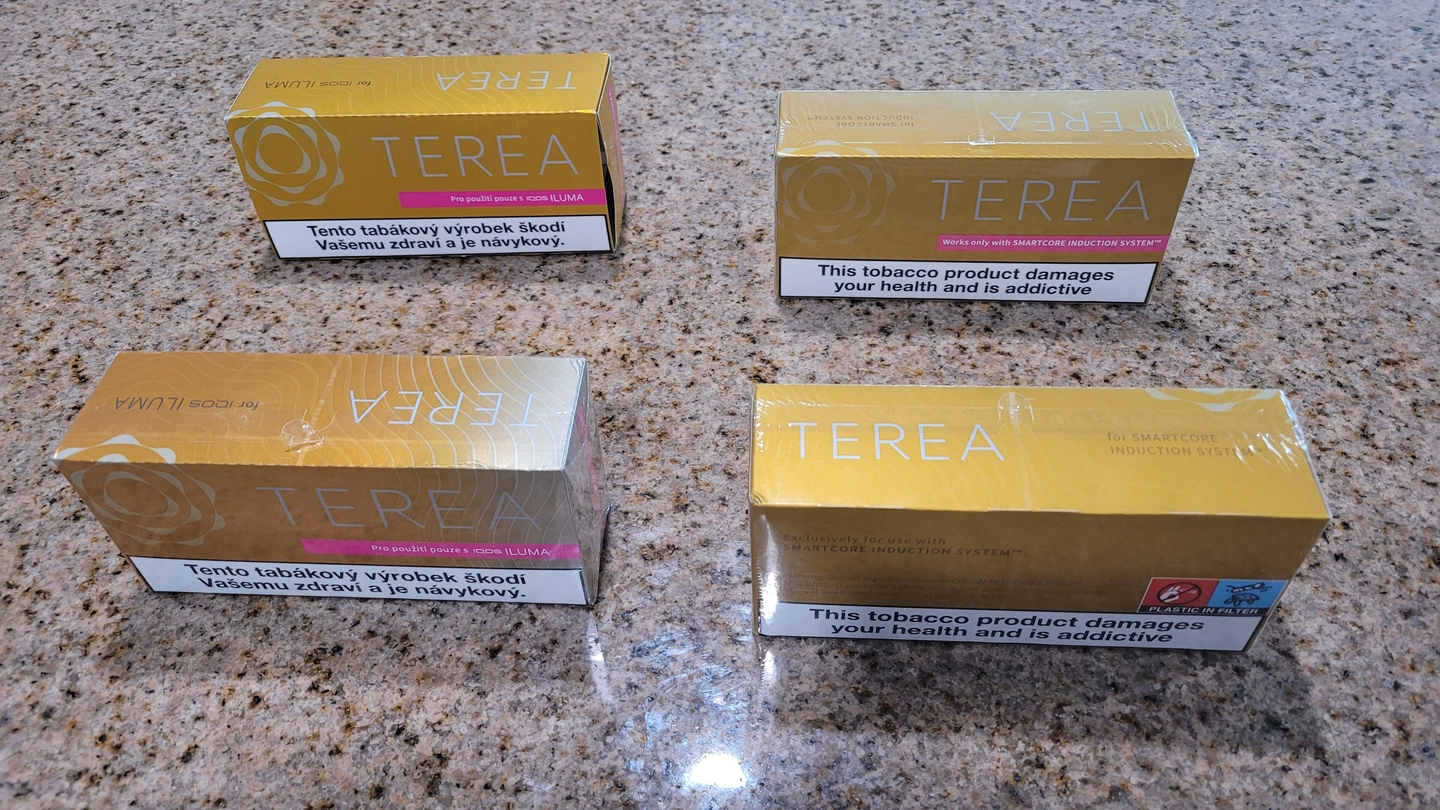 for IQOS ILUMA
TEREA
TEREA
Pro použití pouze s IQOS ILUMA
Tento tabákový výrobek škodí
Vašemu zdraví a je návykový.
for SMARTCORE
INDUCTION SYSTEM™
TEREA
TEREA
Works only with SMARTCORE INDUCTION SYSTEM™
This tobacco product damages
your health and is addictive
for IQOS ILUMA
TEREA
TEREA
Pro použití pouze s IQOS ILUMA
Tento tabákový výrobek škodí
Vašemu zdraví a je návykový.
TEREA
for SMARTCORE
INDUCTION SYSTEM™
Exclusively for use with
SMARTCORE INDUCTION SYSTEM™
PLASTIC IN FILTER
This tobacco product damages
your health and is addictive